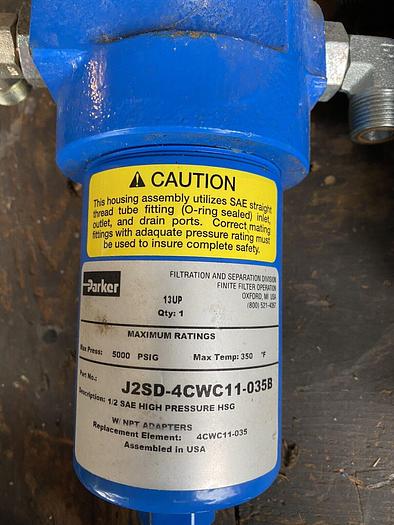 CAUTION
This housing assembly utilizes SAE straight
thread tube fitting (O-ring sealed) inlet,
outlet, and drain ports. Correct mating
fittings with adaquate pressure rating must
be used to insure complete safety.
Parker
FILTRATION AND SEPARATION DIVISION
FINITE FILTER OPERATION
OXFORD, MI USA
(800) 521-4357
13UP
Qty: 1
MAXIMUM RATINGS
Max Press: 5000 PSIG Max Temp: 350 °F
Part No.: J2SD-4CWC11-035B
Description: 1/2 SAE HIGH PRESSURE HSG
W/ NPT ADAPTERS
Replacement Element: 4CWC11-035
Assembled in USA